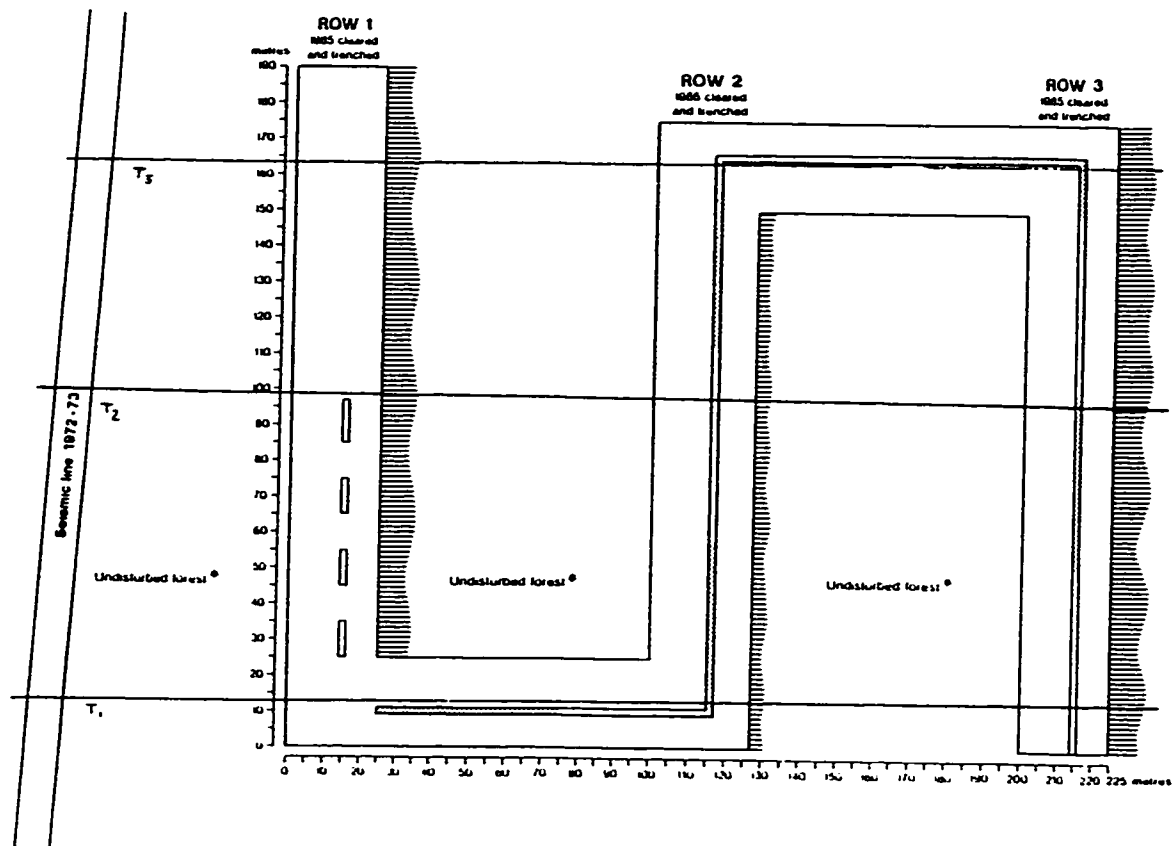 ROW 1
1985 cleared
and trenched
metres
190
180
170
160
150
140
130
120
110
100
90
80
70
60
50
40
30
20
10
0
ROW 2
1986 cleared
and trenched
ROW 3
1985 cleared
and trenched
T3
T2
T1
Seismic line 1972-73
Undisturbed forest
Undisturbed forest
Undisturbed forest
0 10 20 30 40 50 60 70 80 90 100 110 120 130 140 150 160 170 180 190 200 210 220 225 metres